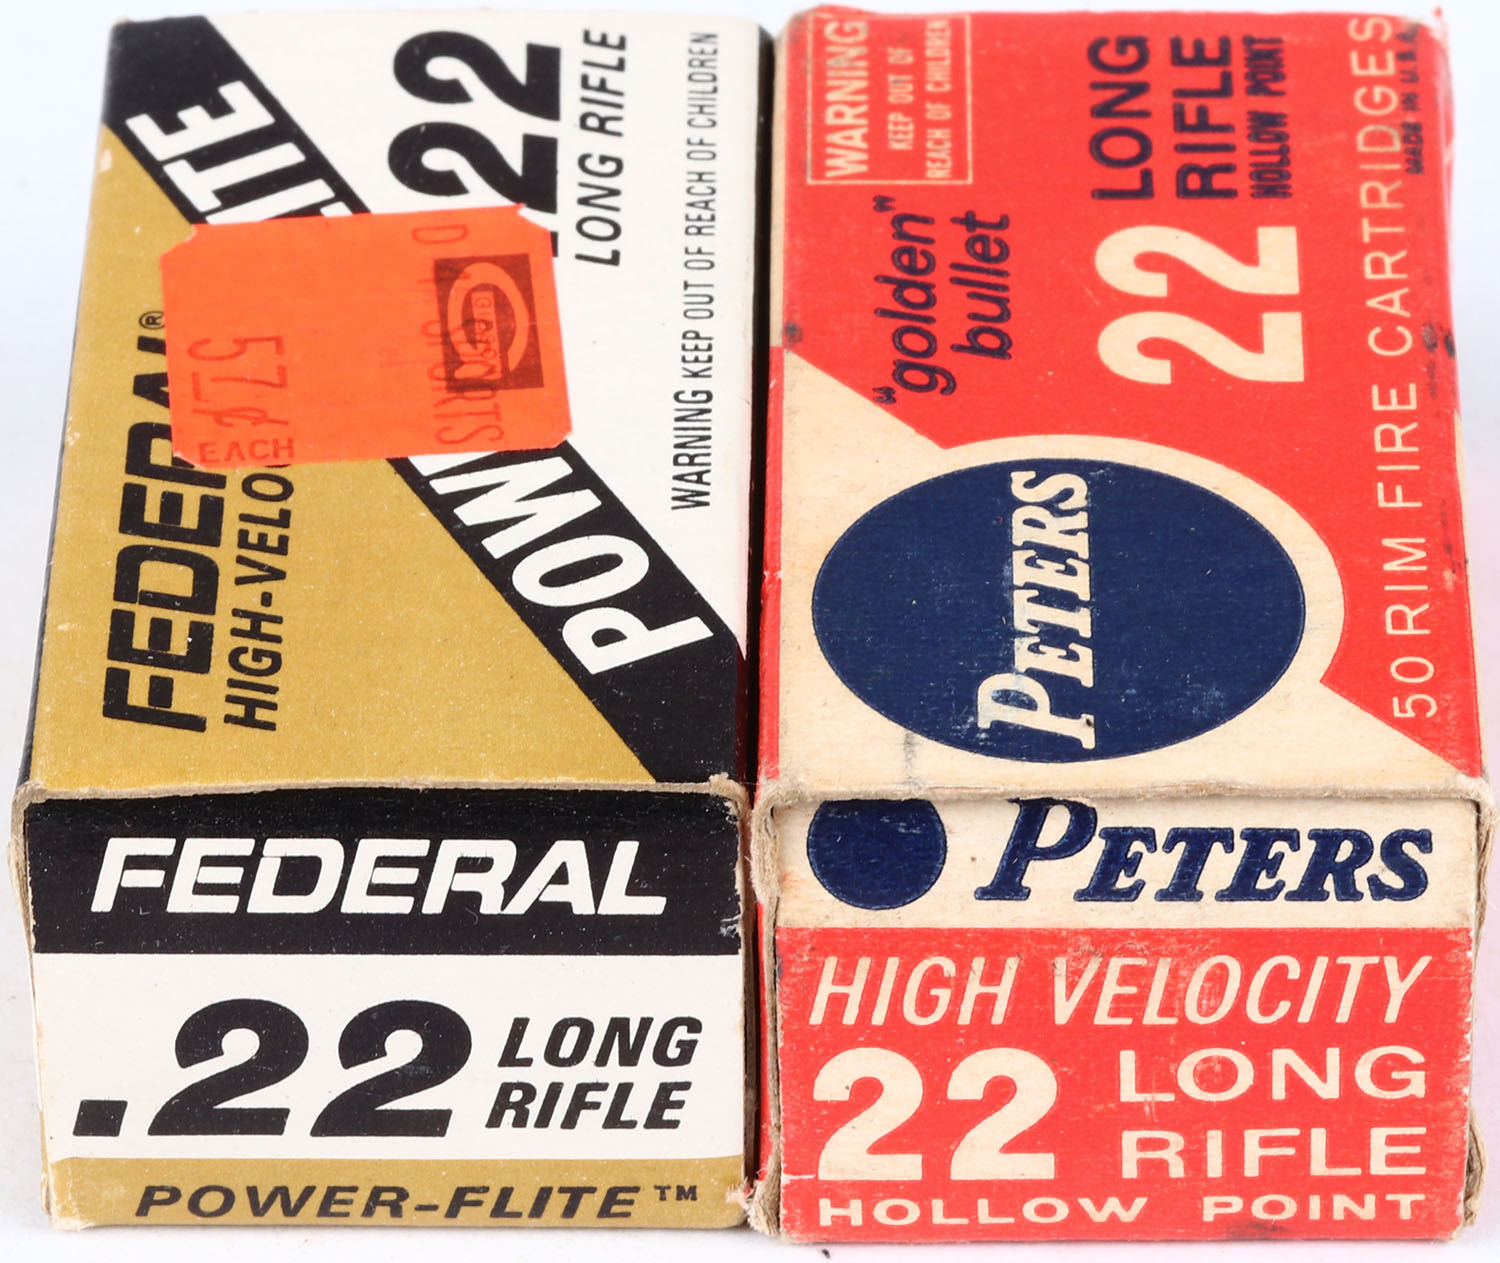 FEDERAL®
HIGH-VELO
POW
ITE
22
LONG RIFLE
WARNING KEEP OUT OF REACH OF CHILDREN
57¢
EACH
FEDERAL
.22 LONG
RIFLE
POWER-FLITE™
WARNING
KEEP OUT OF
REACH OF CHILDREN
"golden"
bullet
22 LONG
RIFLE
HOLLOW POINT
50 RIM FIRE CARTRIDGES
MADE IN U.S.A.
PETERS
PETERS
HIGH VELOCITY
22 LONG
RIFLE
HOLLOW POINT